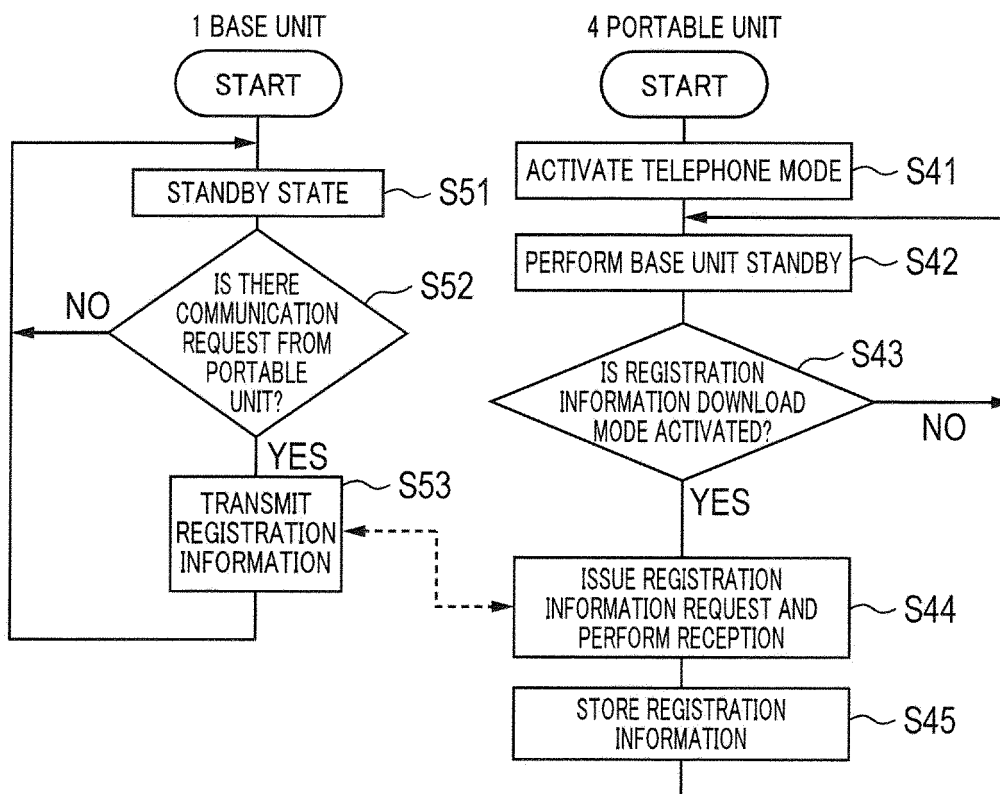 1 BASE UNIT
START
STANDBY STATE
S51
IS THERE
COMMUNICATION
REQUEST FROM
PORTABLE
UNIT?
S52
NO
YES
TRANSMIT
REGISTRATION
INFORMATION
S53
4 PORTABLE UNIT
START
ACTIVATE TELEPHONE MODE
S41
PERFORM BASE UNIT STANDBY
S42
IS REGISTRATION
INFORMATION DOWNLOAD
MODE ACTIVATED?
S43
NO
YES
ISSUE REGISTRATION
INFORMATION REQUEST AND
PERFORM RECEPTION
S44
STORE REGISTRATION
INFORMATION
S45